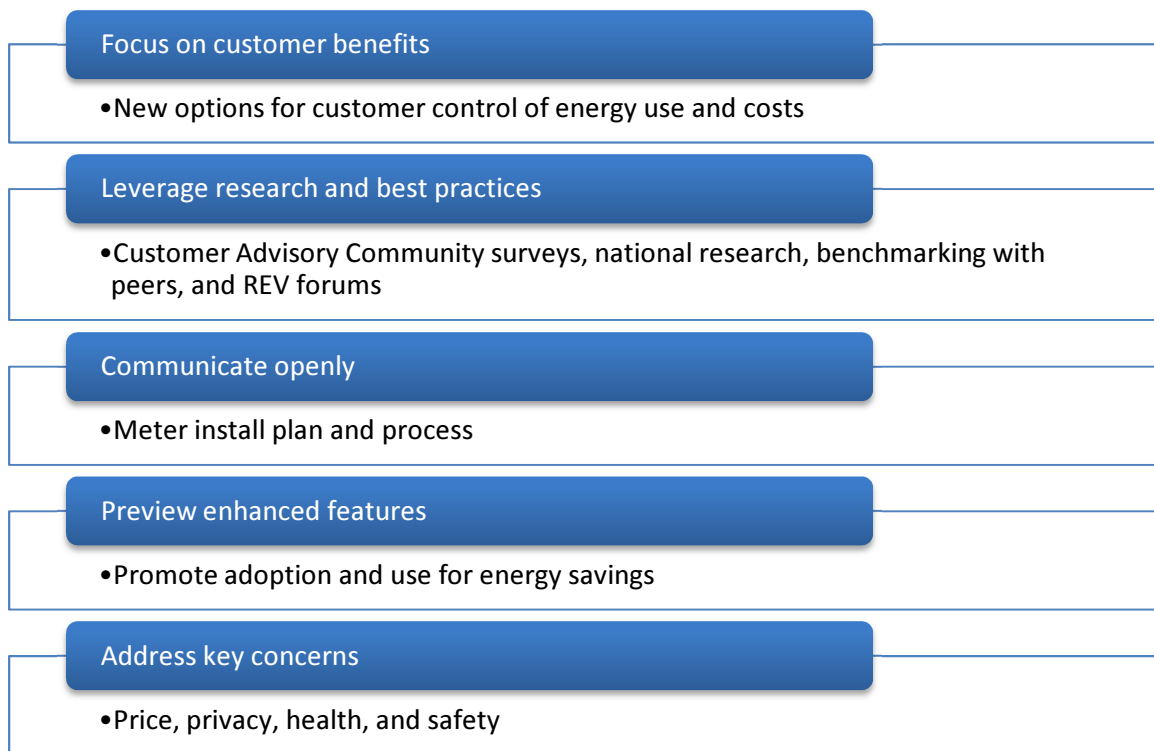 Focus on customer benefits
•New options for customer control of energy use and costs
Leverage research and best practices
•Customer Advisory Community surveys, national research, benchmarking with
peers, and REV forums
Communicate openly
•Meter install plan and process
Preview enhanced features
•Promote adoption and use for energy savings
Address key concerns
•Price, privacy, health, and safety